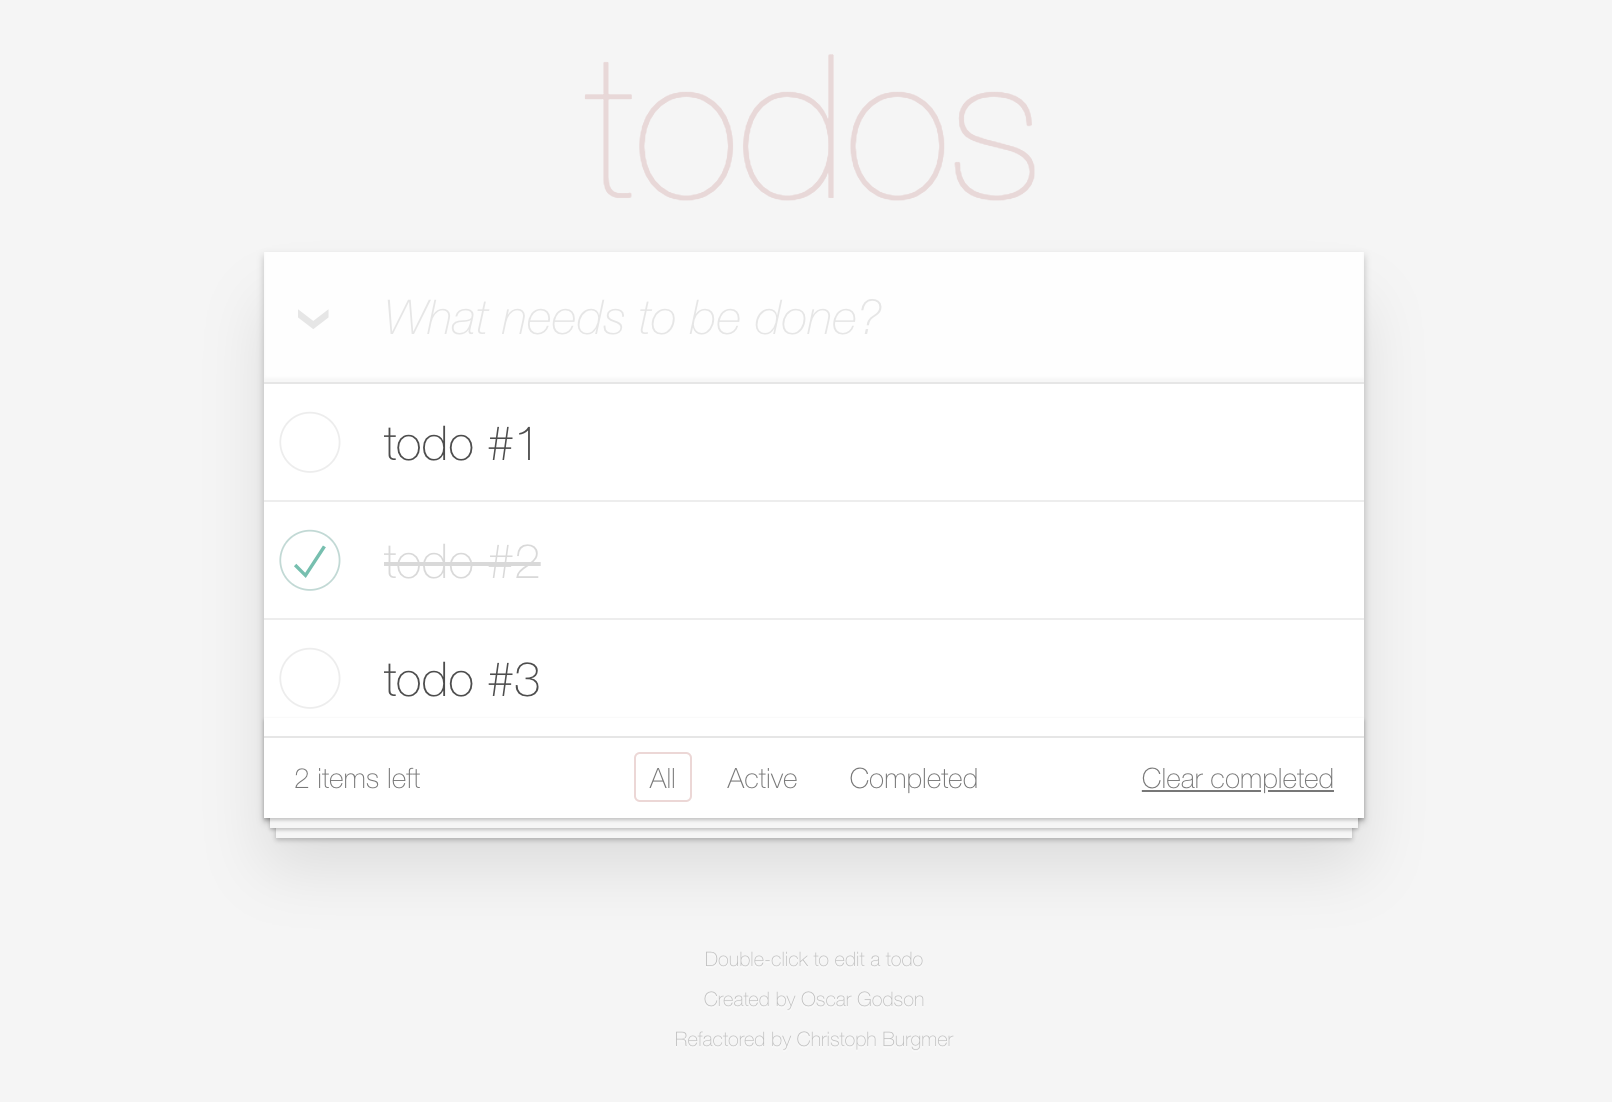 todos
What needs to be done?
todo #1
todo #2
todo #3
2 items left All Active Completed Clear completed
Double-click to edit a todo
Created by Oscar Godson
Refactored by Christoph Burgmer